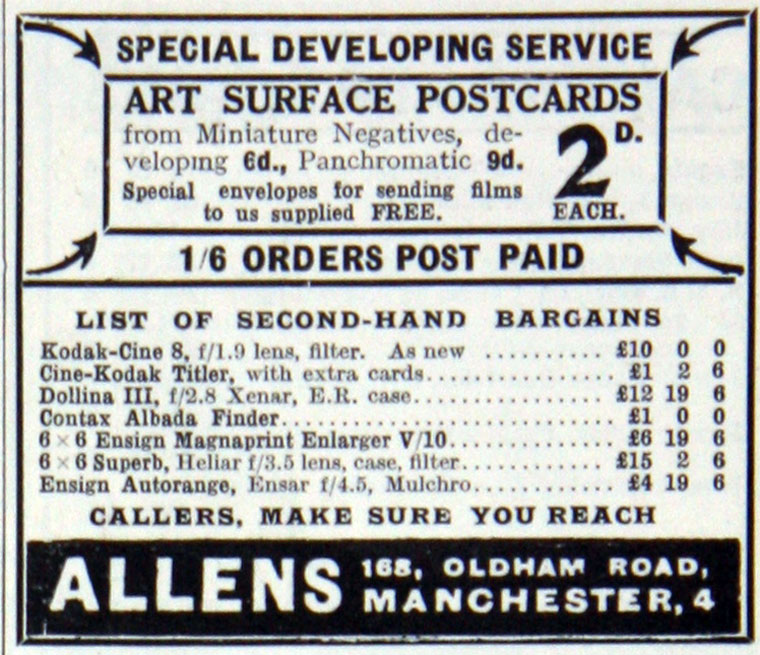 SPECIAL DEVELOPING SERVICE
ART SURFACE POSTCARDS
from Miniature Negatives, de-
veloping 6d., Panchromatic 9d.
Special envelopes for sending films
to us supplied FREE.
2D.
EACH.
1/6 ORDERS POST PAID
LIST OF SECOND-HAND BARGAINS
Kodak-Cine 8, f/1.9 lens, filter. As new .......... £10 0 0
Cine-Kodak Titler, with extra cards............... £1 2 6
Dollina III, f/2.8 Xenar, E.R. case................ £12 19 6
Contax Albada Finder............................ £1 0 0
6 × 6 Ensign Magnaprint Enlarger V/10............ £6 19 6
6 × 6 Superb, Heliar f/3.5 lens, case, filter........... £15 2 6
Ensign Autorange, Ensar f/4.5, Mulchro............ £4 19 6
CALLERS, MAKE SURE YOU REACH
ALLENS
168, OLDHAM ROAD,
MANCHESTER, 4